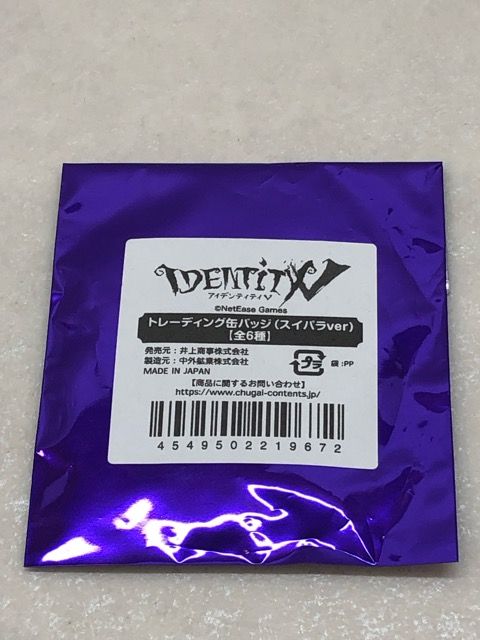 IDENTITY V
アイデンティティV
©NetEase Games
トレーディング缶バッジ（スイパラver）
【全6種】
発売元：井上商事株式会社
製造元：中外鉱業株式会社
MADE IN JAPAN
プラ
袋:PP
【商品に関するお問い合わせ】
https://www.chugai-contents.jp/
4549502219672